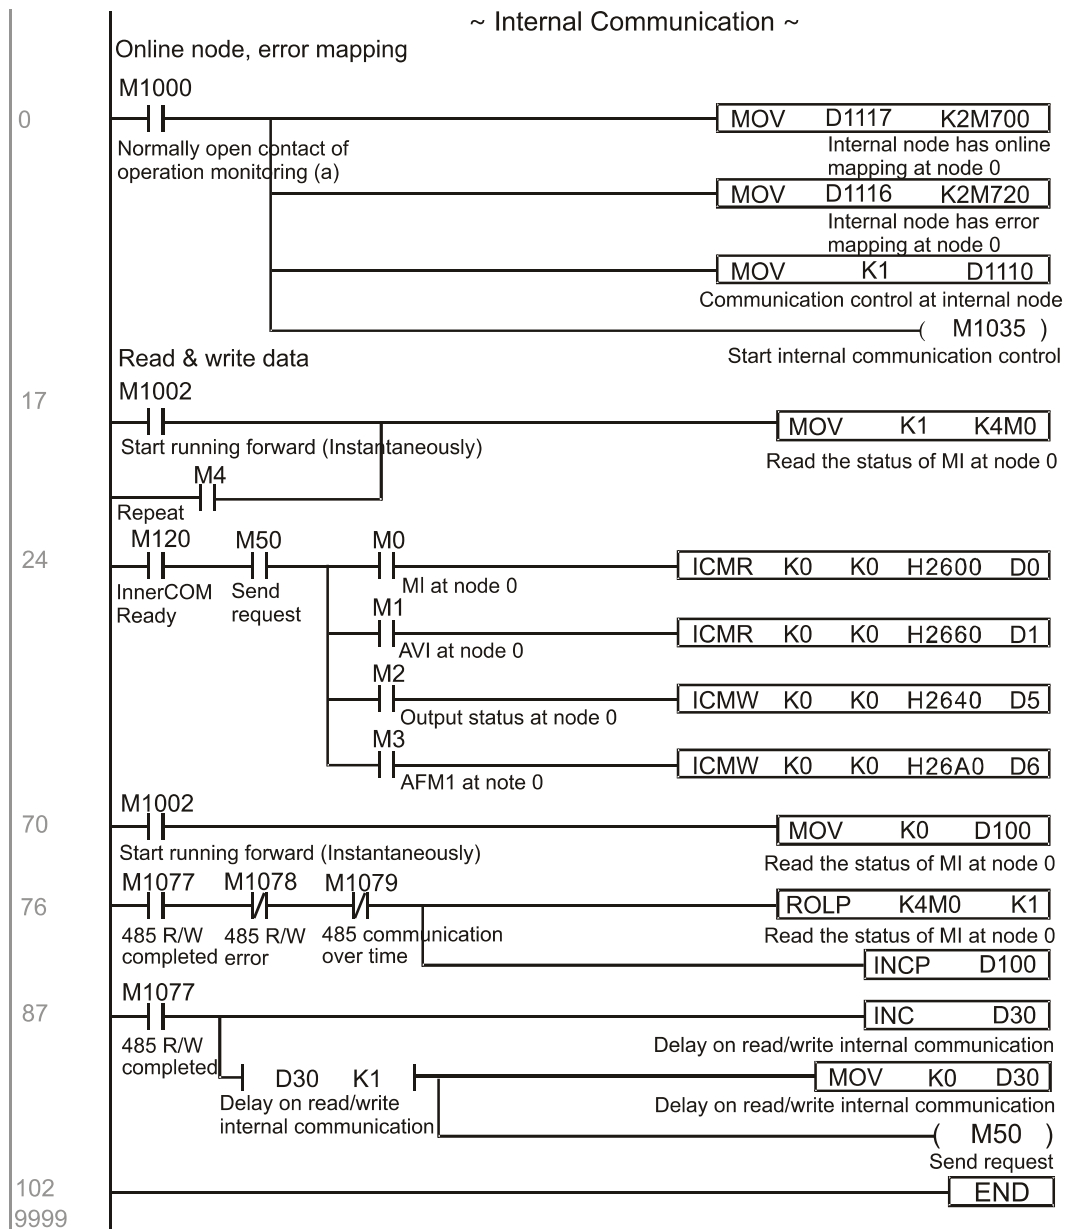 ~ Internal Communication ~
Online node, error mapping
M1000
0
MOV D1117 K2M700
Normally open contact of
operation monitoring (a)
Internal node has online
mapping at node 0
MOV D1116 K2M720
Internal node has error
mapping at node 0
MOV K1 D1110
Communication control at internal node
( M1035 )
Start internal communication control
Read & write data
M1002
17
MOV K1 K4M0
Start running forward (Instantaneously)
Read the status of MI at node 0
M4
Repeat
M120 M50 M0
24
ICMR K0 K0 H2600 D0
InnerCOM
Ready
Send
request
MI at node 0
M1
ICMR K0 K0 H2660 D1
AVI at node 0
M2
ICMW K0 K0 H2640 D5
Output status at node 0
M3
ICMW K0 K0 H26A0 D6
AFM1 at note 0
M1002
70
MOV K0 D100
Start running forward (Instantaneously)
Read the status of MI at node 0
M1077 M1078 M1079
76
ROLP K4M0 K1
485 R/W
completed
485 R/W
error
485 communication
over time
Read the status of MI at node 0
INCP D100
M1077
87
INC D30
485 R/W
completed
Delay on read/write internal communication
D30 K1
MOV K0 D30
Delay on read/write
internal communication
Delay on read/write internal communication
( M50 )
Send request
102
END
9999